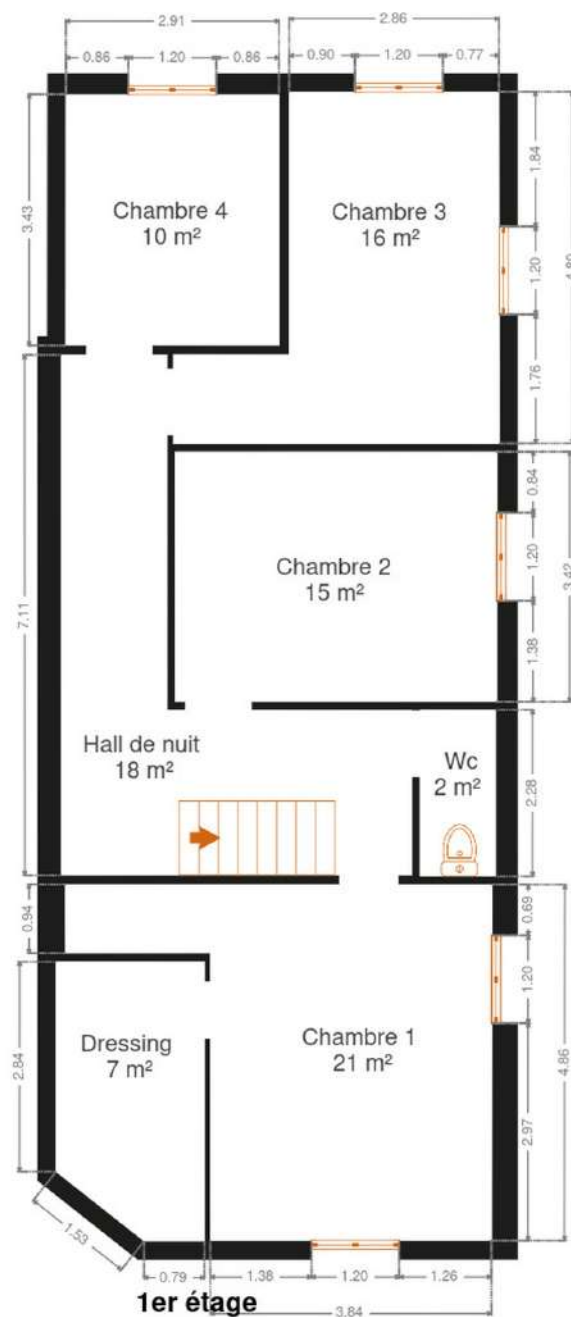 2.91
2.86
0.86 1.20 0.86
0.90 1.20 0.77
3.43
Chambre 4
10 m²
Chambre 3
16 m²
1.84
1.20
1.76
4.80
7.11
Chambre 2
15 m²
0.84
1.20
1.38
3.42
Hall de nuit
18 m²
Wc
2 m²
2.28
0.94
0.69
1.20
2.97
4.86
Dressing
7 m²
Chambre 1
21 m²
2.84
1.53
0.79 1.38 1.20 1.26
1er étage
3.84